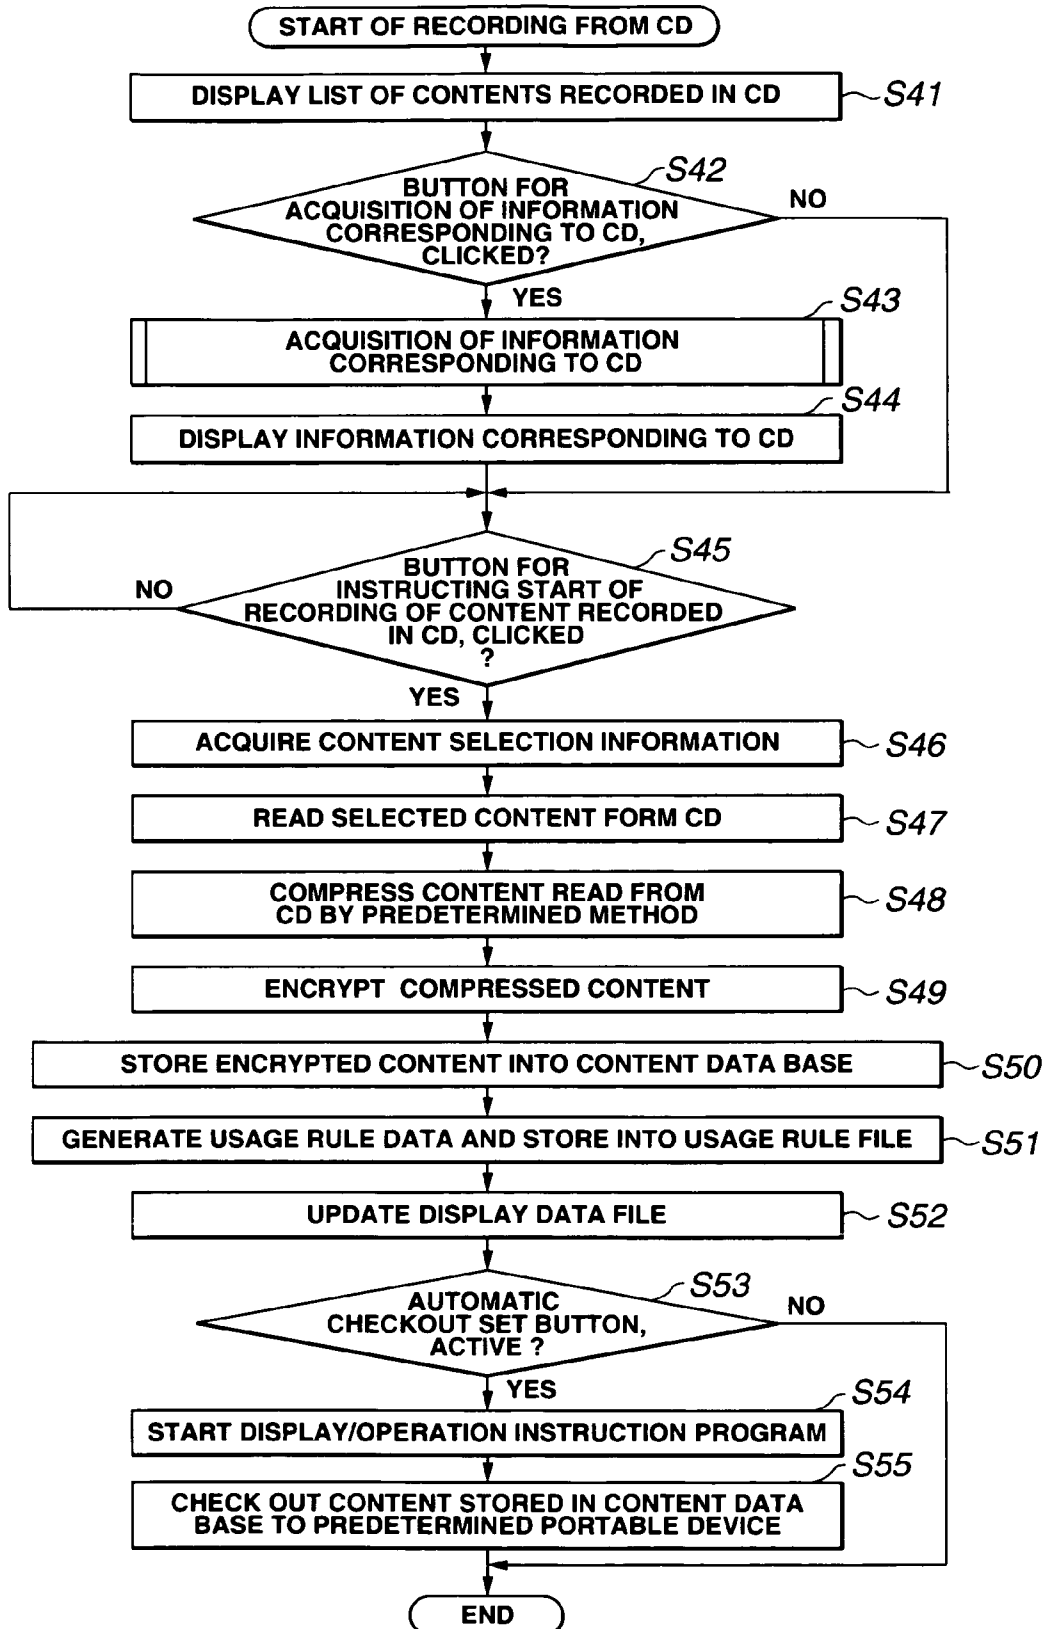 START OF RECORDING FROM CD
DISPLAY LIST OF CONTENTS RECORDED IN CD
S41
S42
BUTTON FOR
ACQUISITION OF INFORMATION
CORRESPONDING TO CD,
CLICKED?
NO
YES
S43
ACQUISITION OF INFORMATION
CORRESPONDING TO CD
S44
DISPLAY INFORMATION CORRESPONDING TO CD
S45
BUTTON FOR
INSTRUCTING START OF
RECORDING OF CONTENT RECORDED
IN CD, CLICKED
?
NO
YES
ACQUIRE CONTENT SELECTION INFORMATION
S46
READ SELECTED CONTENT FORM CD
S47
COMPRESS CONTENT READ FROM
CD BY PREDETERMINED METHOD
S48
ENCRYPT COMPRESSED CONTENT
S49
STORE ENCRYPTED CONTENT INTO CONTENT DATA BASE
S50
GENERATE USAGE RULE DATA AND STORE INTO USAGE RULE FILE
S51
UPDATE DISPLAY DATA FILE
S52
S53
AUTOMATIC
CHECKOUT SET BUTTON,
ACTIVE ?
NO
YES
S54
START DISPLAY/OPERATION INSTRUCTION PROGRAM
S55
CHECK OUT CONTENT STORED IN CONTENT DATA
BASE TO PREDETERMINED PORTABLE DEVICE
END